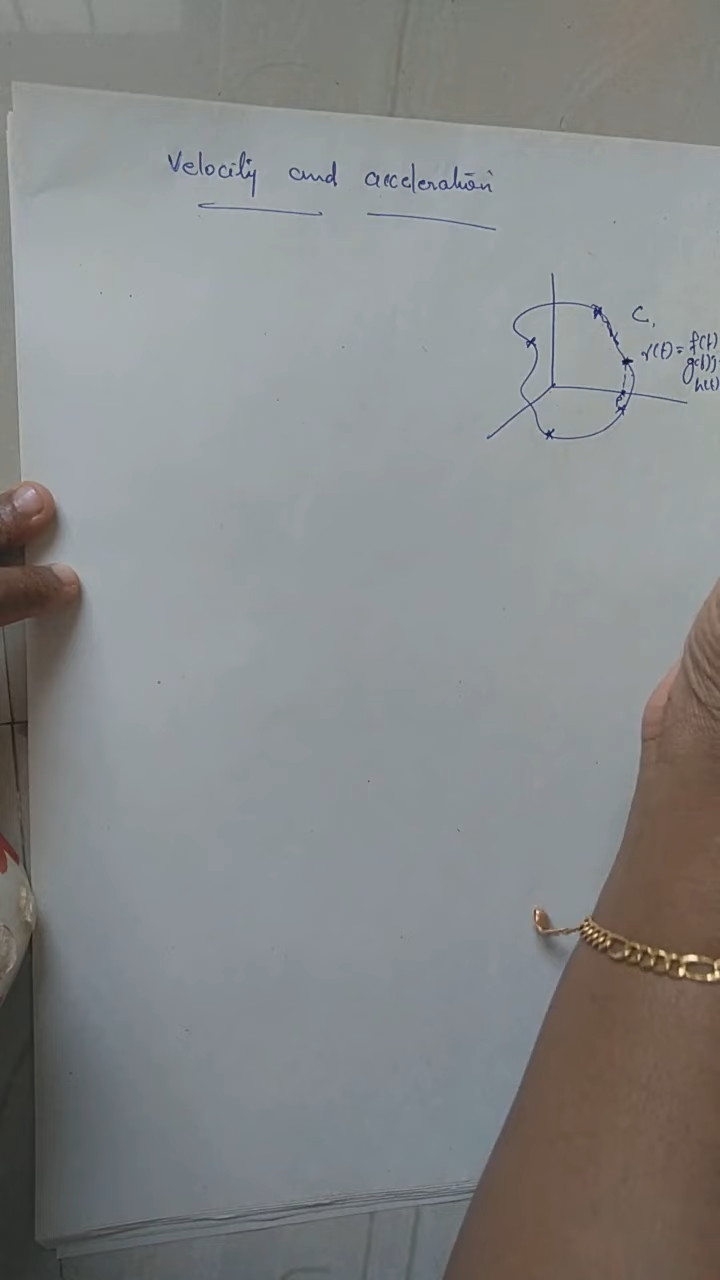 Velocity and acceleration
C,
r(t) = f(t)
g(t)j
h(t)